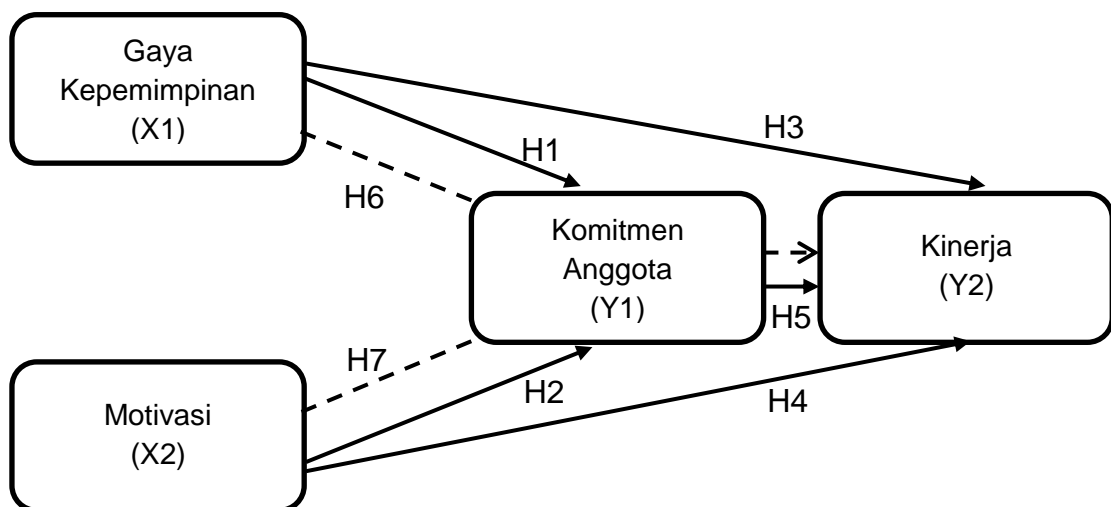 Gaya
Kepemimpinan
(X1)
H3
H1
H6
Komitmen
Anggota
(Y1)
Kinerja
(Y2)
H5
H7
H2
H4
Motivasi
(X2)